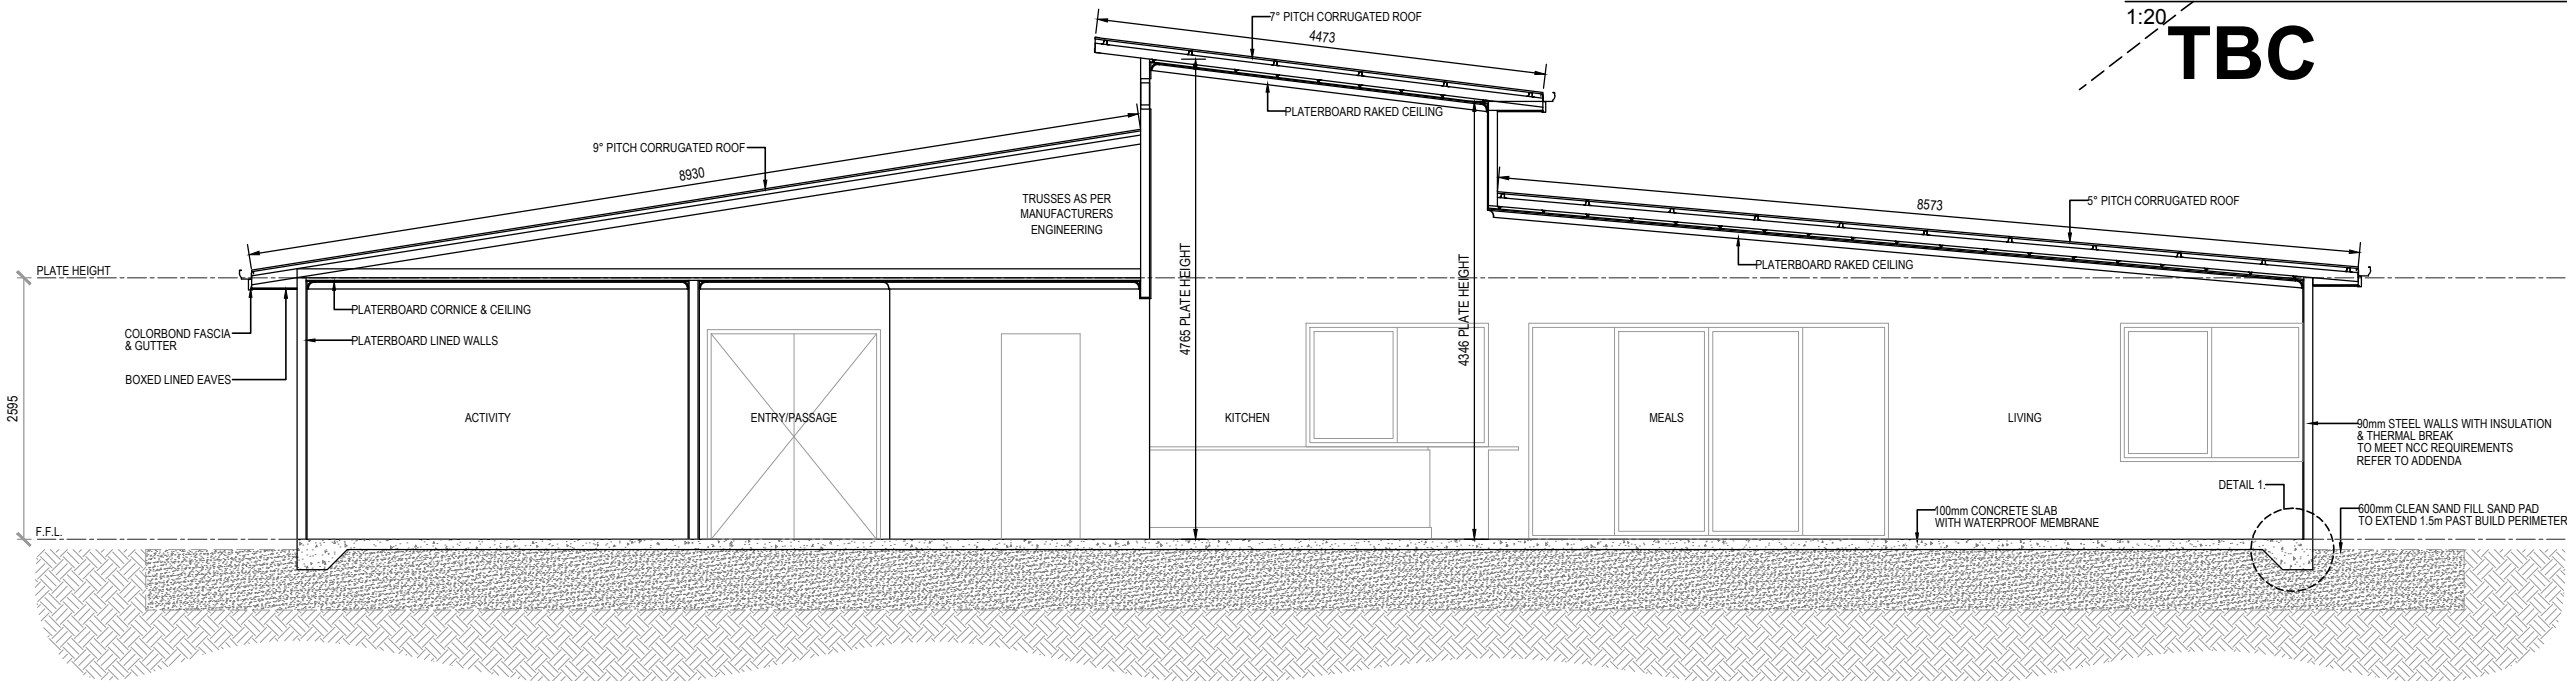 1:20
TBC
7° PITCH CORRUGATED ROOF
4473
PLATERBOARD RAKED CEILING
9° PITCH CORRUGATED ROOF
8930
TRUSSES AS PER
MANUFACTURERS
ENGINEERING
8573
5° PITCH CORRUGATED ROOF
PLATERBOARD RAKED CEILING
PLATE HEIGHT
PLATERBOARD CORNICE & CEILING
COLORBOND FASCIA
& GUTTER
PLATERBOARD LINED WALLS
BOXED LINED EAVES
2595
4765 PLATE HEIGHT
4346 PLATE HEIGHT
ACTIVITY
ENTRY/PASSAGE
KITCHEN
MEALS
LIVING
90mm STEEL WALLS WITH INSULATION
& THERMAL BREAK
TO MEET NCC REQUIREMENTS
REFER TO ADDENDA
DETAIL 1.
100mm CONCRETE SLAB
WITH WATERPROOF MEMBRANE
600mm CLEAN SAND FILL SAND PAD
TO EXTEND 1.5m PAST BUILD PERIMETER
F.F.L.